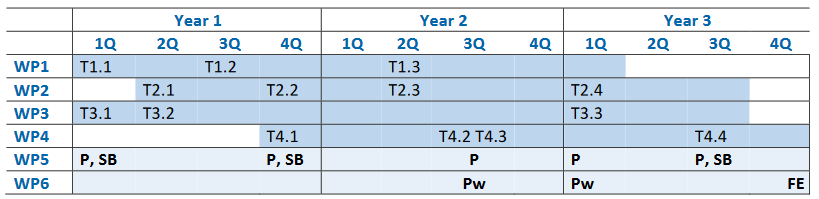 Year 1 Year 2 Year 3
1Q 2Q 3Q 4Q 1Q 2Q 3Q 4Q 1Q 2Q 3Q 4Q
WP1 T1.1 T1.2 T1.3
WP2 T2.1 T2.2 T2.3 T2.4
WP3 T3.1 T3.2 T3.3
WP4 T4.1 T4.2 T4.3 T4.4
WP5 P, SB P, SB P P P, SB
WP6 Pw Pw FE